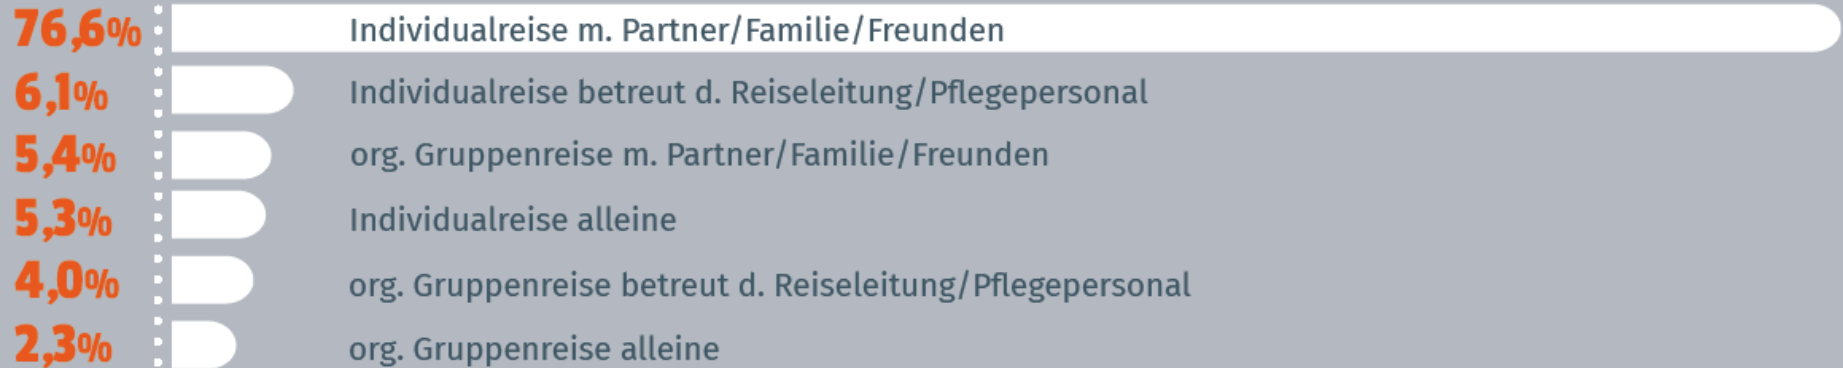 76,6% Individualreise m. Partner/Familie/Freunden
6,1% Individualreise betreut d. Reiseleitung/Pflegepersonal
5,4% org. Gruppenreise m. Partner/Familie/Freunden
5,3% Individualreise alleine
4,0% org. Gruppenreise betreut d. Reiseleitung/Pflegepersonal
2,3% org. Gruppenreise alleine